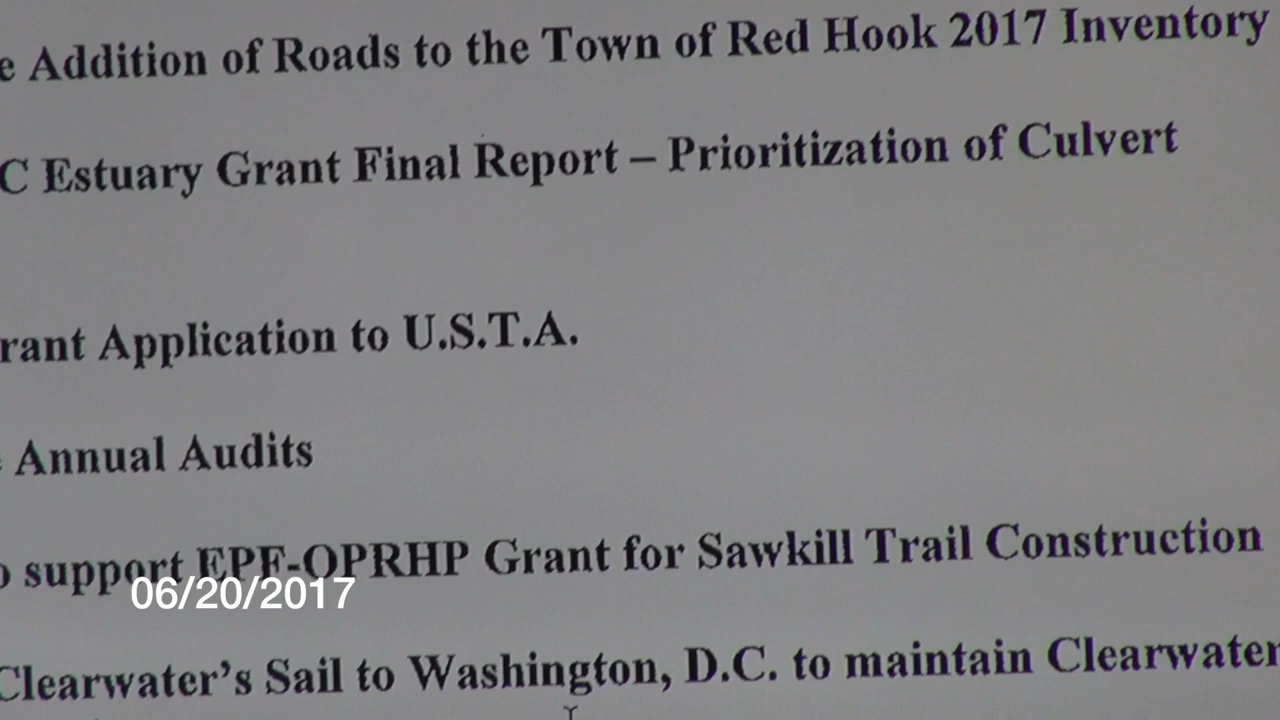 e Addition of Roads to the Town of Red Hook 2017 Inventory
C Estuary Grant Final Report – Prioritization of Culvert
rant Application to U.S.T.A.
Annual Audits
o support EPF-OPRHP Grant for Sawkill Trail Construction
06/20/2017
Clearwater's Sail to Washington, D.C. to maintain Clearwater